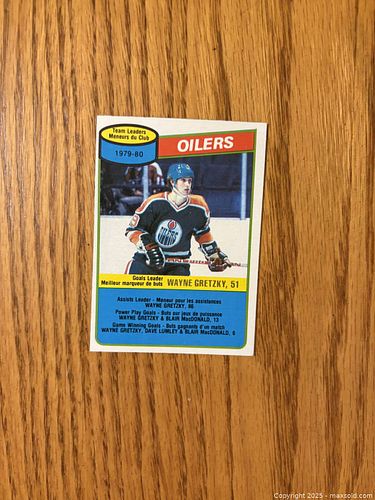 Team Leaders
Meneurs du Club
1979-80
OILERS
OILERS
Goals Leader
Meilleur marqueur de buts
WAYNE GRETZKY, 51
Assists Leader - Meneur pour les assistances
WAYNE GRETZKY, 86
Power Play Goals - Buts sur jeux de puissance
WAYNE GRETZKY & BLAIR MacDONALD, 13
Game Winning Goals - Buts gagnants d'un match
WAYNE GRETZKY, DAVE LUMLEY & BLAIR MacDONALD, 6
Copyright 2025 - maxsold.com